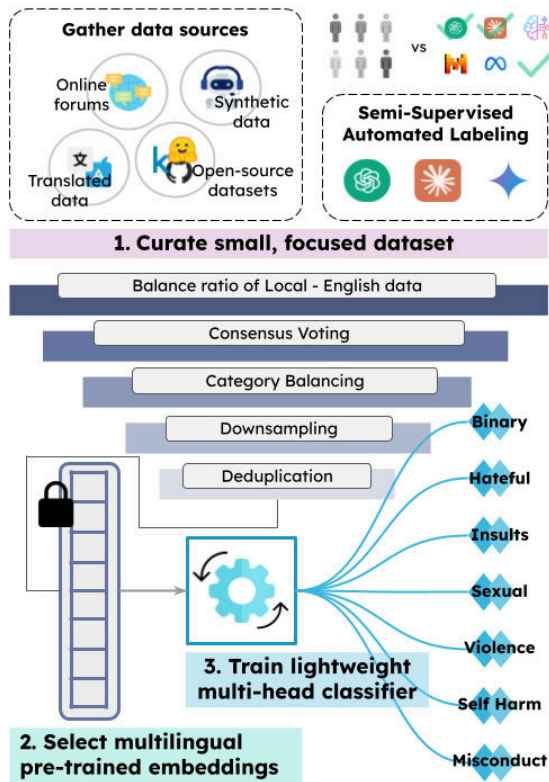 Gather data sources
Online
forums
Synthetic
data
Translated
data
Open-source
datasets
vs
Semi-Supervised
Automated Labeling
1. Curate small, focused dataset
Balance ratio of Local - English data
Consensus Voting
Category Balancing
Downsampling
Deduplication
Binary
Hateful
Insults
Sexual
Violence
Self Harm
Misconduct
3. Train lightweight
multi-head classifier
2. Select multilingual
pre-trained embeddings